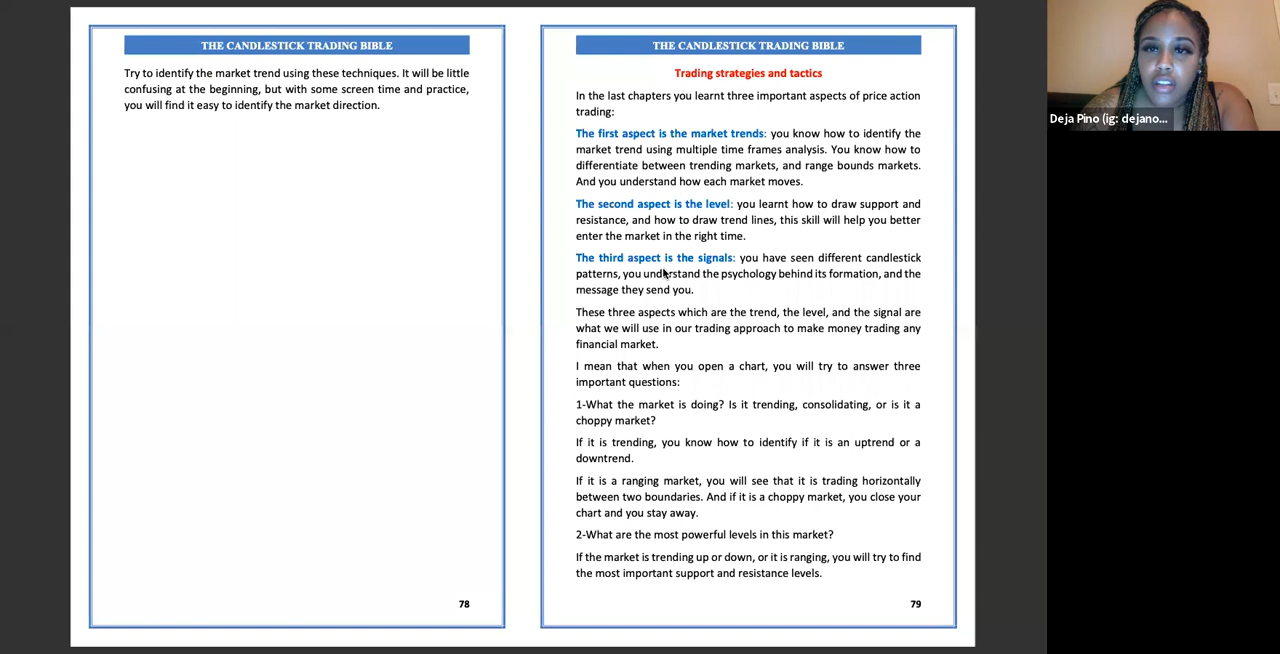 THE CANDLESTICK TRADING BIBLE
Try to identify the market trend using these techniques. It will be little
confusing at the beginning, but with some screen time and practice,
you will find it easy to identify the market direction.
78
THE CANDLESTICK TRADING BIBLE
Trading strategies and tactics
In the last chapters you learnt three important aspects of price action
trading:
The first aspect is the market trends: you know how to identify the
market trend using multiple time frames analysis. You know how to
differentiate between trending markets, and range bounds markets.
And you understand how each market moves.
The second aspect is the level: you learnt how to draw support and
resistance, and how to draw trend lines, this skill will help you better
enter the market in the right time.
The third aspect is the signals: you have seen different candlestick
patterns, you understand the psychology behind its formation, and the
message they send you.
These three aspects which are the trend, the level, and the signal are
what we will use in our trading approach to make money trading any
financial market.
I mean that when you open a chart, you will try to answer three
important questions:
1-What the market is doing? Is it trending, consolidating, or is it a
choppy market?
If it is trending, you know how to identify if it is an uptrend or a
downtrend.
If it is a ranging market, you will see that it is trading horizontally
between two boundaries. And if it is a choppy market, you close your
chart and you stay away.
2-What are the most powerful levels in this market?
If the market is trending up or down, or it is ranging, you will try to find
the most important support and resistance levels.
79
Deja Pino (ig: dejano...